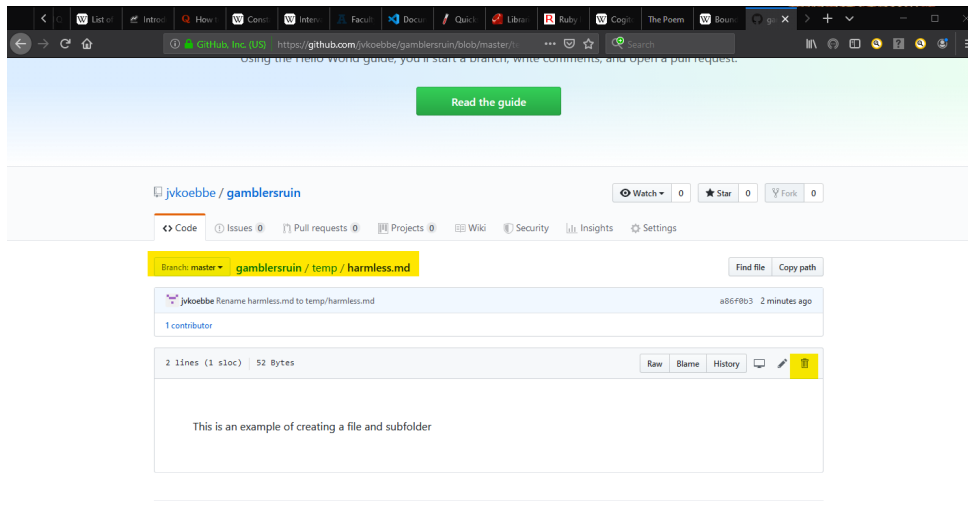 List of
Introd
How t
Const
Interv
Facult
Docur
Quick
Librar
Ruby
Cogit
The Poem
Bounc
GitHub, Inc. (US) https://github.com/jvkoebbe/gamblersruin/blob/master/t
Search
Using the Hello World guide, you'll start a branch, write comments, and open a pull request.
Read the guide
jvkoebbe / gamblersruin
Watch 0
Star 0
Fork 0
Code
Issues 0
Pull requests 0
Projects 0
Wiki
Security
Insights
Settings
Branch: master gamblersruin / temp / harmless.md
Find file Copy path
jvkoebbe Rename harmless.md to temp/harmless.md
a86f0b3 2 minutes ago
1 contributor
2 lines (1 sloc) 52 Bytes
Raw Blame History
This is an example of creating a file and subfolder